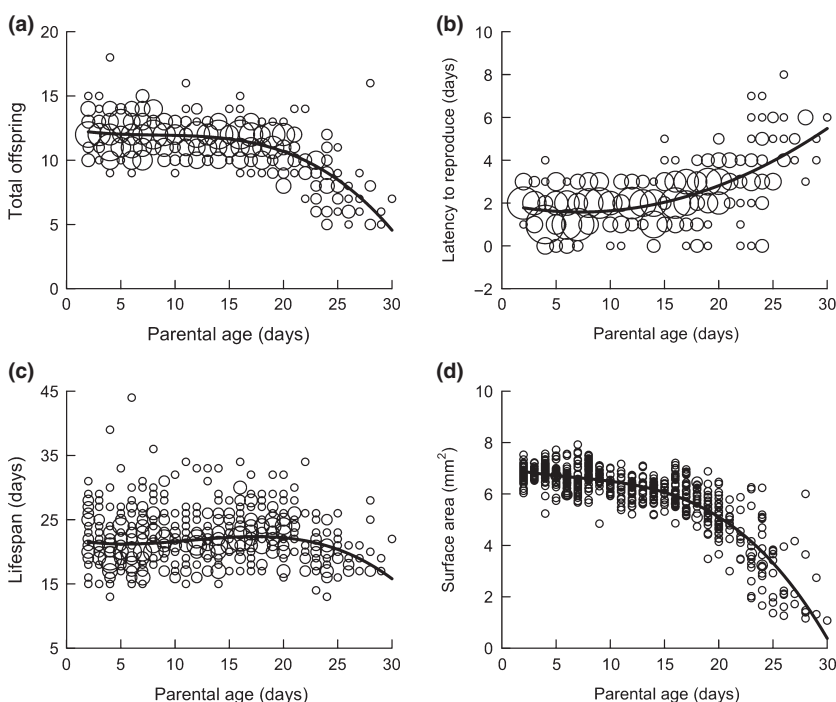 (a)
20
15
10
5
0
Total offspring
0 5 10 15 20 25 30
Parental age (days)
(b)
10
8
6
4
2
0
–2
Latency to reproduce (days)
0 5 10 15 20 25 30
Parental age (days)
(c)
45
35
25
15
5
Lifespan (days)
0 5 10 15 20 25 30
Parental age (days)
(d)
10
8
6
4
2
0
Surface area (mm²)
0 5 10 15 20 25 30
Parental age (days)